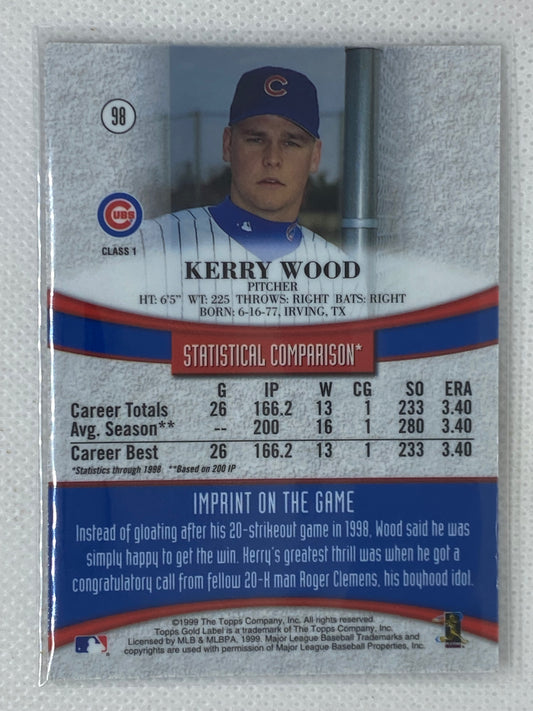 98
C
CUBS
CLASS 1
KERRY WOOD
PITCHER
HT: 6'5" WT: 225 THROWS: RIGHT BATS: RIGHT
BORN: 6-16-77, IRVING, TX
STATISTICAL COMPARISON*
G IP W CG SO ERA
Career Totals 26 166.2 13 1 233 3.40
Avg. Season** -- 200 16 1 280 3.40
Career Best 26 166.2 13 1 233 3.40
*Statistics through 1998 **Based on 200 IP
IMPRINT ON THE GAME
Instead of gloating after his 20-strikeout game in 1998, Wood said he was
simply happy to get the win. Kerry's greatest thrill was when he got a
congratulatory call from fellow 20-K man Roger Clemens, his boyhood idol.
©1999 The Topps Company, Inc. All rights reserved.
Topps Gold Label is a trademark of The Topps Company, Inc.
Licensed by MLB & MLBPA, 1999. Major League Baseball Trademarks and
copyrights are used with permission of Major League Baseball Properties, Inc.